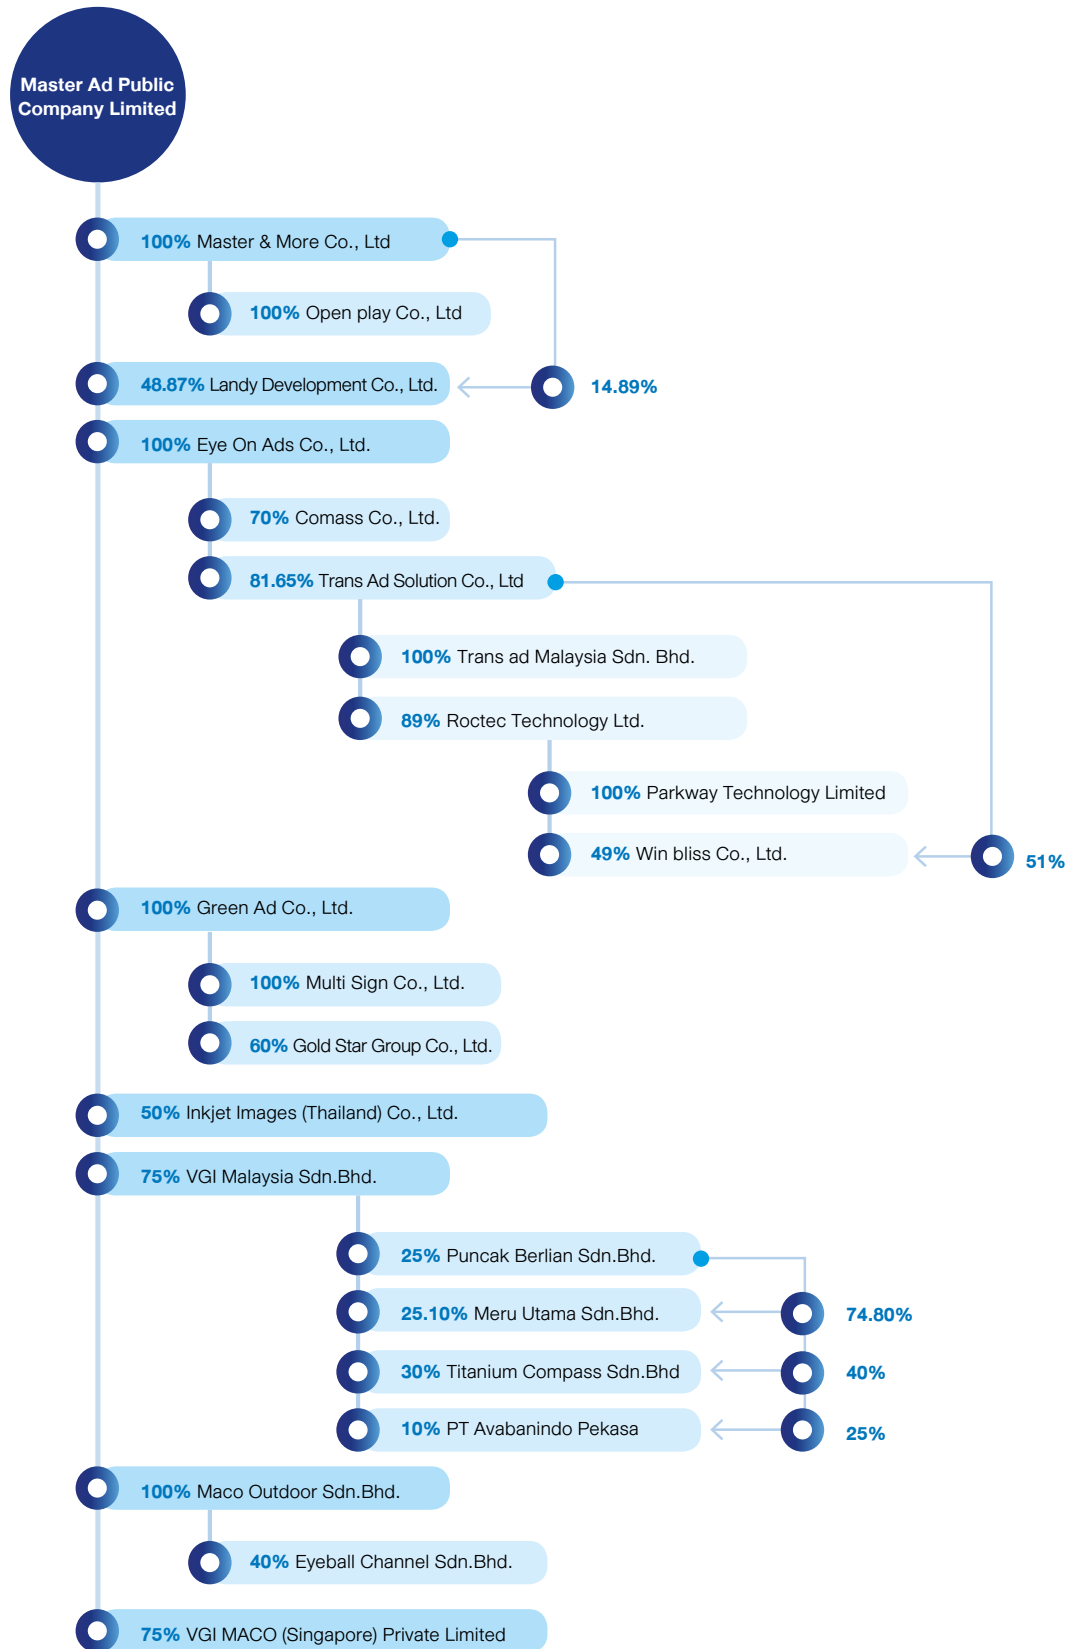 Master Ad Public
Company Limited
100% Master & More Co., Ltd
100% Open play Co., Ltd
48.87% Landy Development Co., Ltd.
14.89%
100% Eye On Ads Co., Ltd.
70% Comass Co., Ltd.
81.65% Trans Ad Solution Co., Ltd
100% Trans ad Malaysia Sdn. Bhd.
89% Roctec Technology Ltd.
100% Parkway Technology Limited
49% Win bliss Co., Ltd.
51%
100% Green Ad Co., Ltd.
100% Multi Sign Co., Ltd.
60% Gold Star Group Co., Ltd.
50% Inkjet Images (Thailand) Co., Ltd.
75% VGI Malaysia Sdn.Bhd.
25% Puncak Berlian Sdn.Bhd.
25.10% Meru Utama Sdn.Bhd.
74.80%
30% Titanium Compass Sdn.Bhd
40%
10% PT Avabanindo Pekasa
25%
100% Maco Outdoor Sdn.Bhd.
40% Eyeball Channel Sdn.Bhd.
75% VGI MACO (Singapore) Private Limited